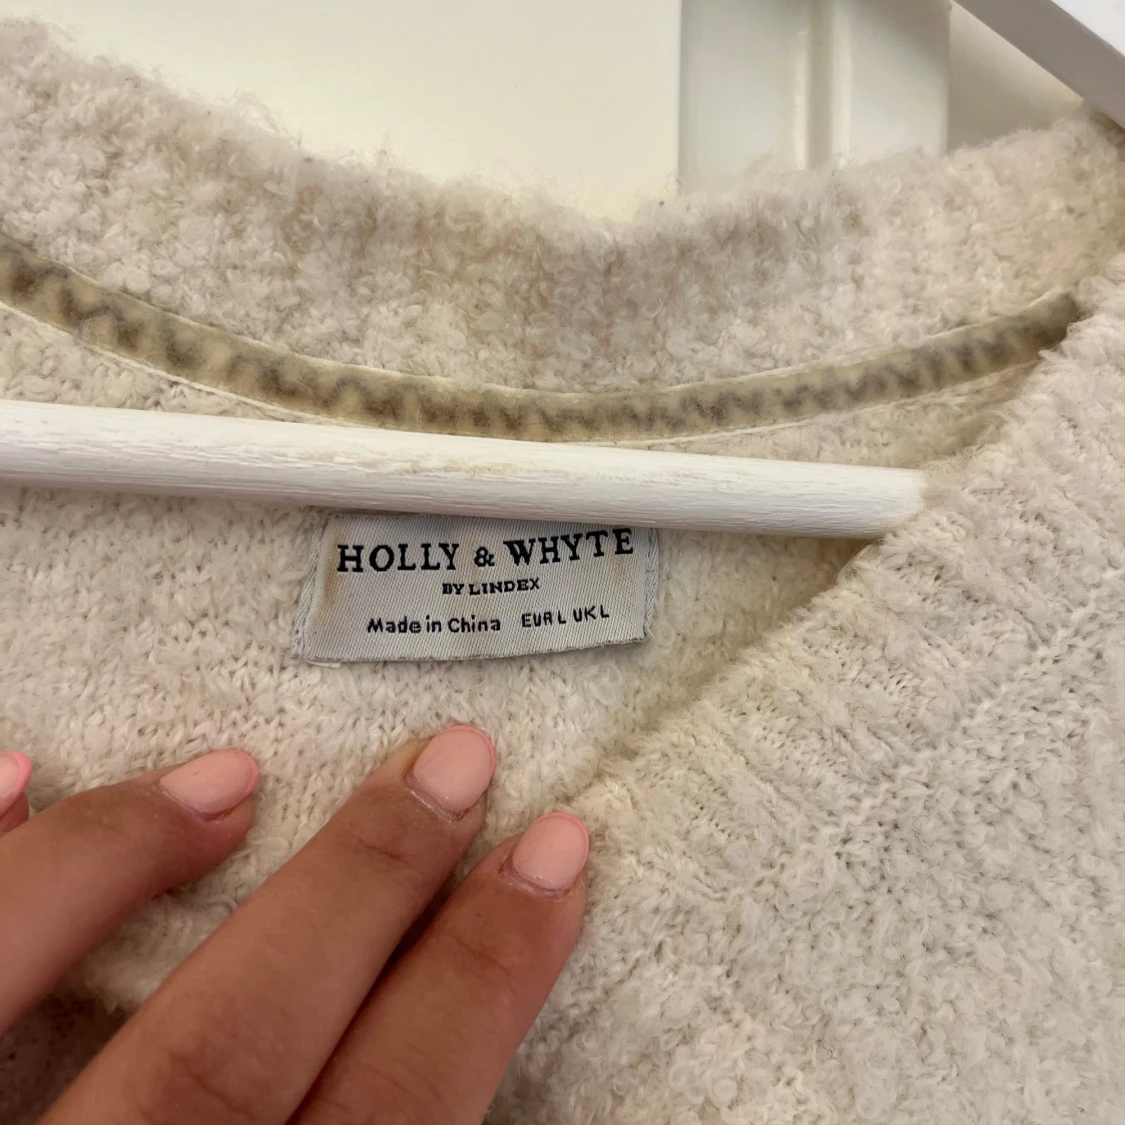 HOLLY & WHYTE
BY LINDEX
Made in China EUR L UK L